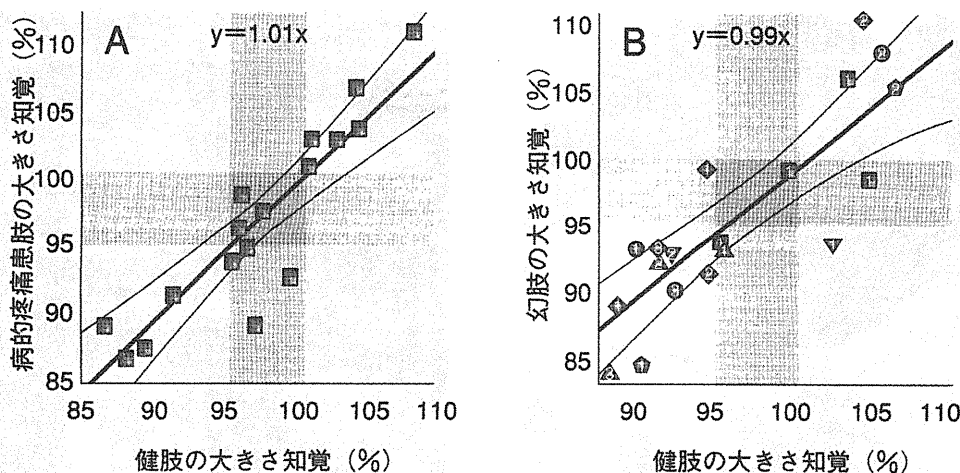 A
y=1.01x
病的疼痛患肢の大きさ知覚 (%)
110
105
100
95
90
85
85 90 95 100 105 110
健肢の大きさ知覚 (%)
B
y=0.99x
幻肢の大きさ知覚 (%)
110
105
100
95
90
85
90 95 100 105 110
健肢の大きさ知覚 (%)